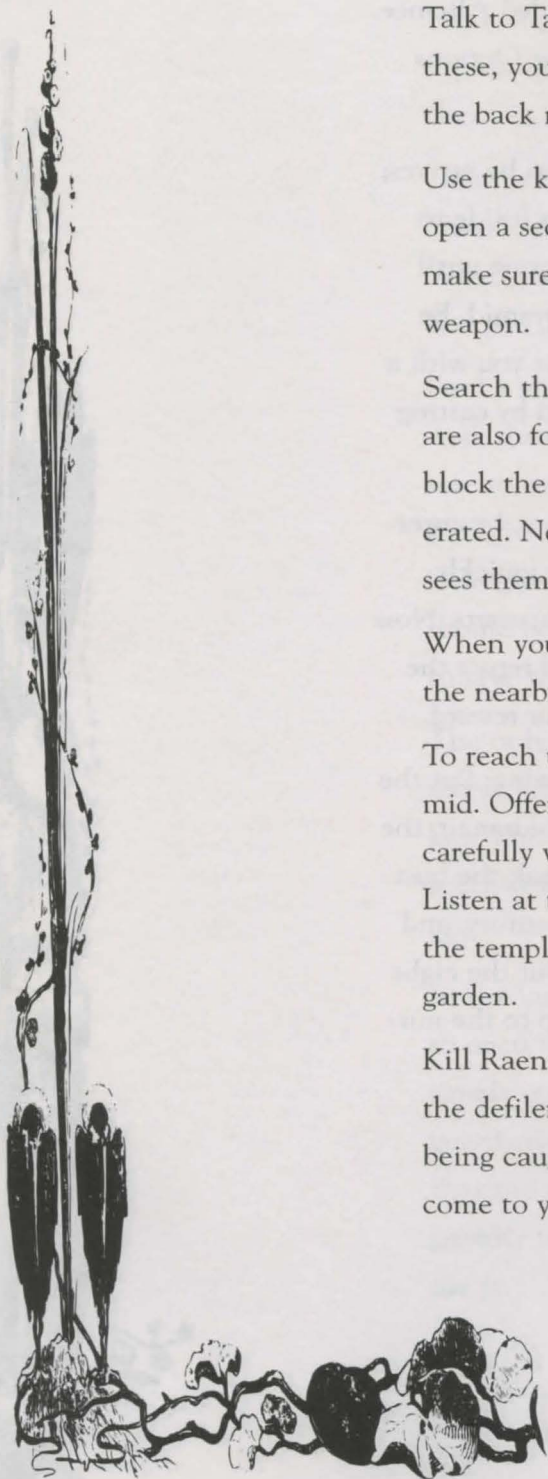 Talk to Ta
these, you
the back r
Use the k
open a sec
make sure
weapon.
Search th
are also fo
block the
erated. No
sees them
When you
the nearb
To reach t
mid. Offe
carefully v
Listen at
the templ
garden.
Kill Raen
the defiler
being cau
come to y